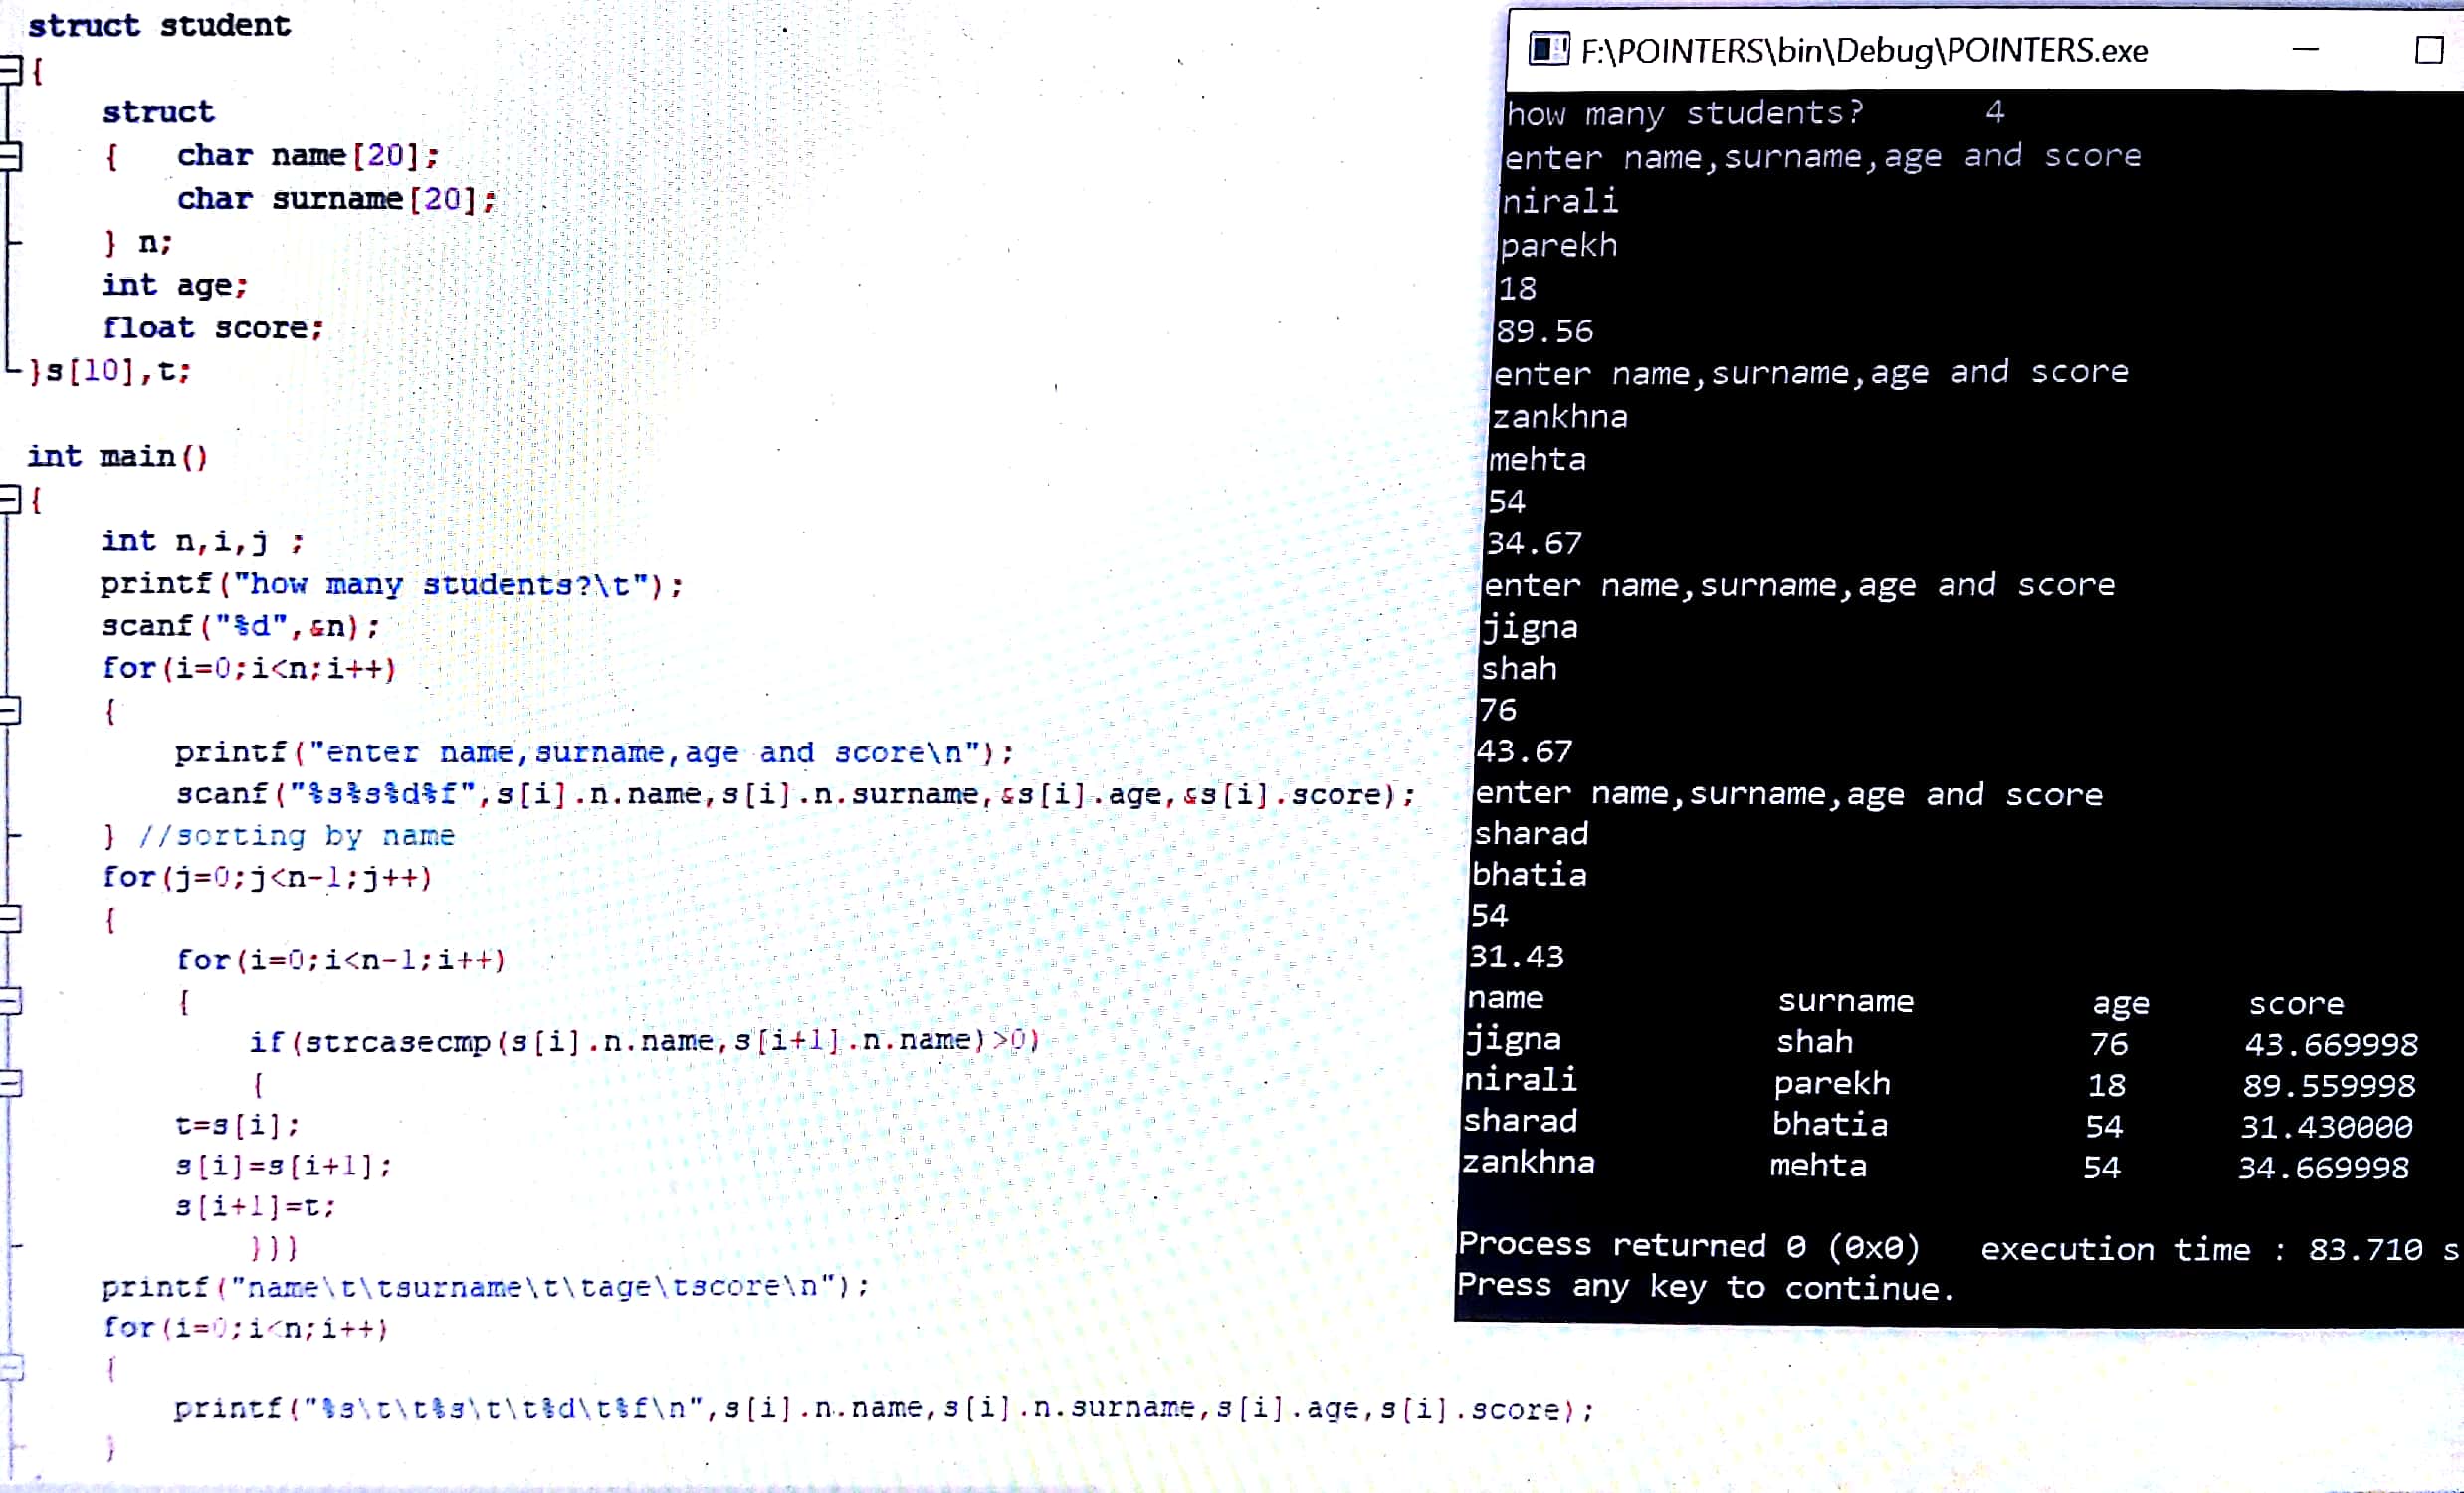 struct student
{
struct
{ char name[20];
char surname[20];
} n;
int age;
float score;
}s[10],t;
int main()
{
int n,i,j ;
printf("how many students?\t");
scanf("%d",&n);
for(i=0;i<n;i++)
{
printf("enter name,surname,age and score\n");
scanf("%s%s%d%f",s[i].n.name,s[i].n.surname,&s[i].age,&s[i].score);
} //sorting by name
for(j=0;j<n-1;j++)
{
for(i=0;i<n-1;i++)
{
if(strcasecmp(s[i].n.name,s[i+1].n.name)>0)
{
t=s[i];
s[i]=s[i+1];
s[i+1]=t;
}}}
printf("name\t\tsurname\t\tage\tscore\n");
for(i=0;i<n;i++)
{
printf("%s\t\t%s\t\t%d\t%f\n",s[i].n.name,s[i].n.surname,s[i].age,s[i].score);
}
F:\POINTERS\bin\Debug\POINTERS.exe
how many students? 4
enter name,surname,age and score
nirali
parekh
18
89.56
enter name,surname,age and score
zankhna
mehta
54
34.67
enter name,surname,age and score
jigna
shah
76
43.67
enter name,surname,age and score
sharad
bhatia
54
31.43
name surname age score
jigna shah 76 43.669998
nirali parekh 18 89.559998
sharad bhatia 54 31.430000
zankhna mehta 54 34.669998
Process returned 0 (0x0) execution time : 83.710 s
Press any key to continue.